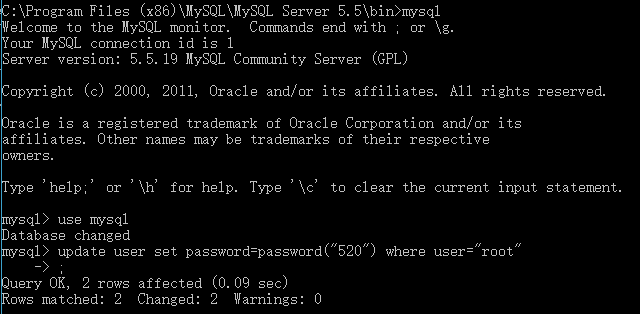 C:\Program Files (x86)\MySQL\MySQL Server 5.5\bin>mysql
Welcome to the MySQL monitor.  Commands end with ; or \g.
Your MySQL connection id is 1
Server version: 5.5.19 MySQL Community Server (GPL)
Copyright (c) 2000, 2011, Oracle and/or its affiliates. All rights reserved.
Oracle is a registered trademark of Oracle Corporation and/or its
affiliates. Other names may be trademarks of their respective
owners.
Type 'help;' or '\h' for help. Type '\c' to clear the current input statement.
mysql> use mysql
Database changed
mysql> update user set password=password("520") where user="root"
    -> ;
Query OK, 2 rows affected (0.09 sec)
Rows matched: 2  Changed: 2  Warnings: 0